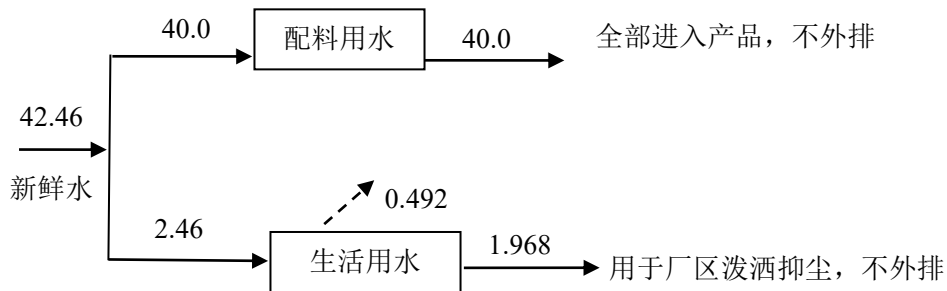 40.0
配料用水
40.0
全部进入产品，不外排
42.46
新鲜水
0.492
2.46
生活用水
1.968
用于厂区泼洒抑尘，不外排